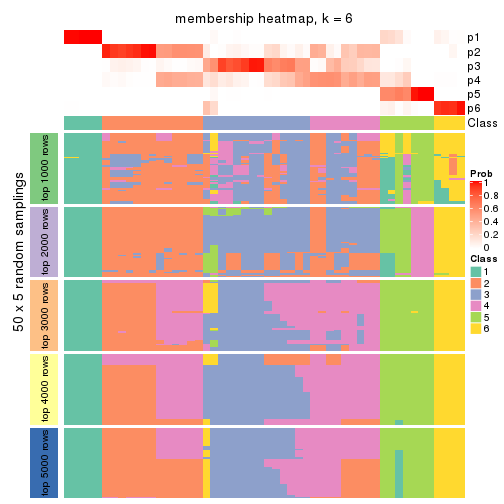 membership heatmap, k = 6
p1
p2
p3
p4
p5
p6
Class
50 x 5 random samplings
top 1000 rows
top 2000 rows
top 3000 rows
top 4000 rows
top 5000 rows
Prob
1
0.8
0.6
0.4
0.2
0
Class
1
2
3
4
5
6